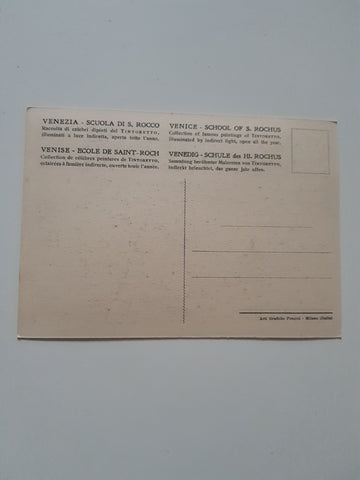 VENEZIA - SCUOLA DI S. ROCCO
Raccolta di celebri dipinti del TINTORETTO,
illuminati a luce indiretta, aperta tutto l'anno.
VENISE - ECOLE DE SAINT-ROCH
Collection de célèbres peintures de TINTORETTO,
éclairées à lumière indirecte, ouverte toute l'année.
VENICE - SCHOOL OF S. ROCHUS
Collection of famous paintings of TINTORETTO,
illuminated by indirect light, open all the year.
VENEDIG - SCHULE des HL. ROCHUS
Sammlung berühmter Malereien von TINTORETTO,
indirekt beleuchtet, das ganze jahr offen.
Arti Grafiche Pizzi - Milano (Italia)